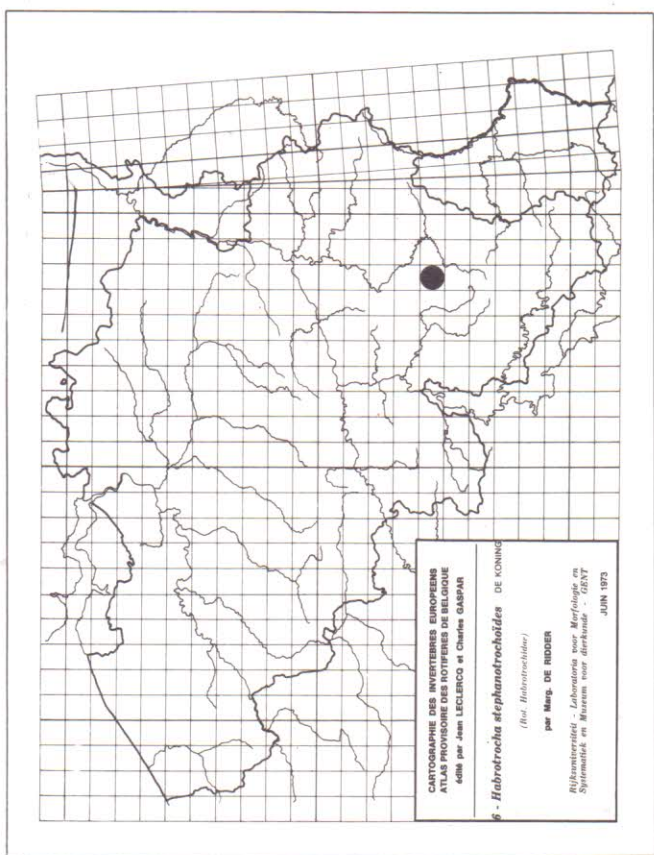 CARTOGRAPHIE DES INVERTEBRES EUROPEENS
ATLAS PROVISOIRE DES ROTIFERES DE BELGIQUE
édité par Jean LECLERCQ et Charles GASPAR
6 - Habrotrocha stephanotrochoïdes DE KONING
(Rot. Habrotrochidae)
par Marg. DE RIDDER
Rijksuniversiteit - Laboratoria voor Morfologie en
Systematiek en Museum voor dierkunde - GENT
JUIN 1973